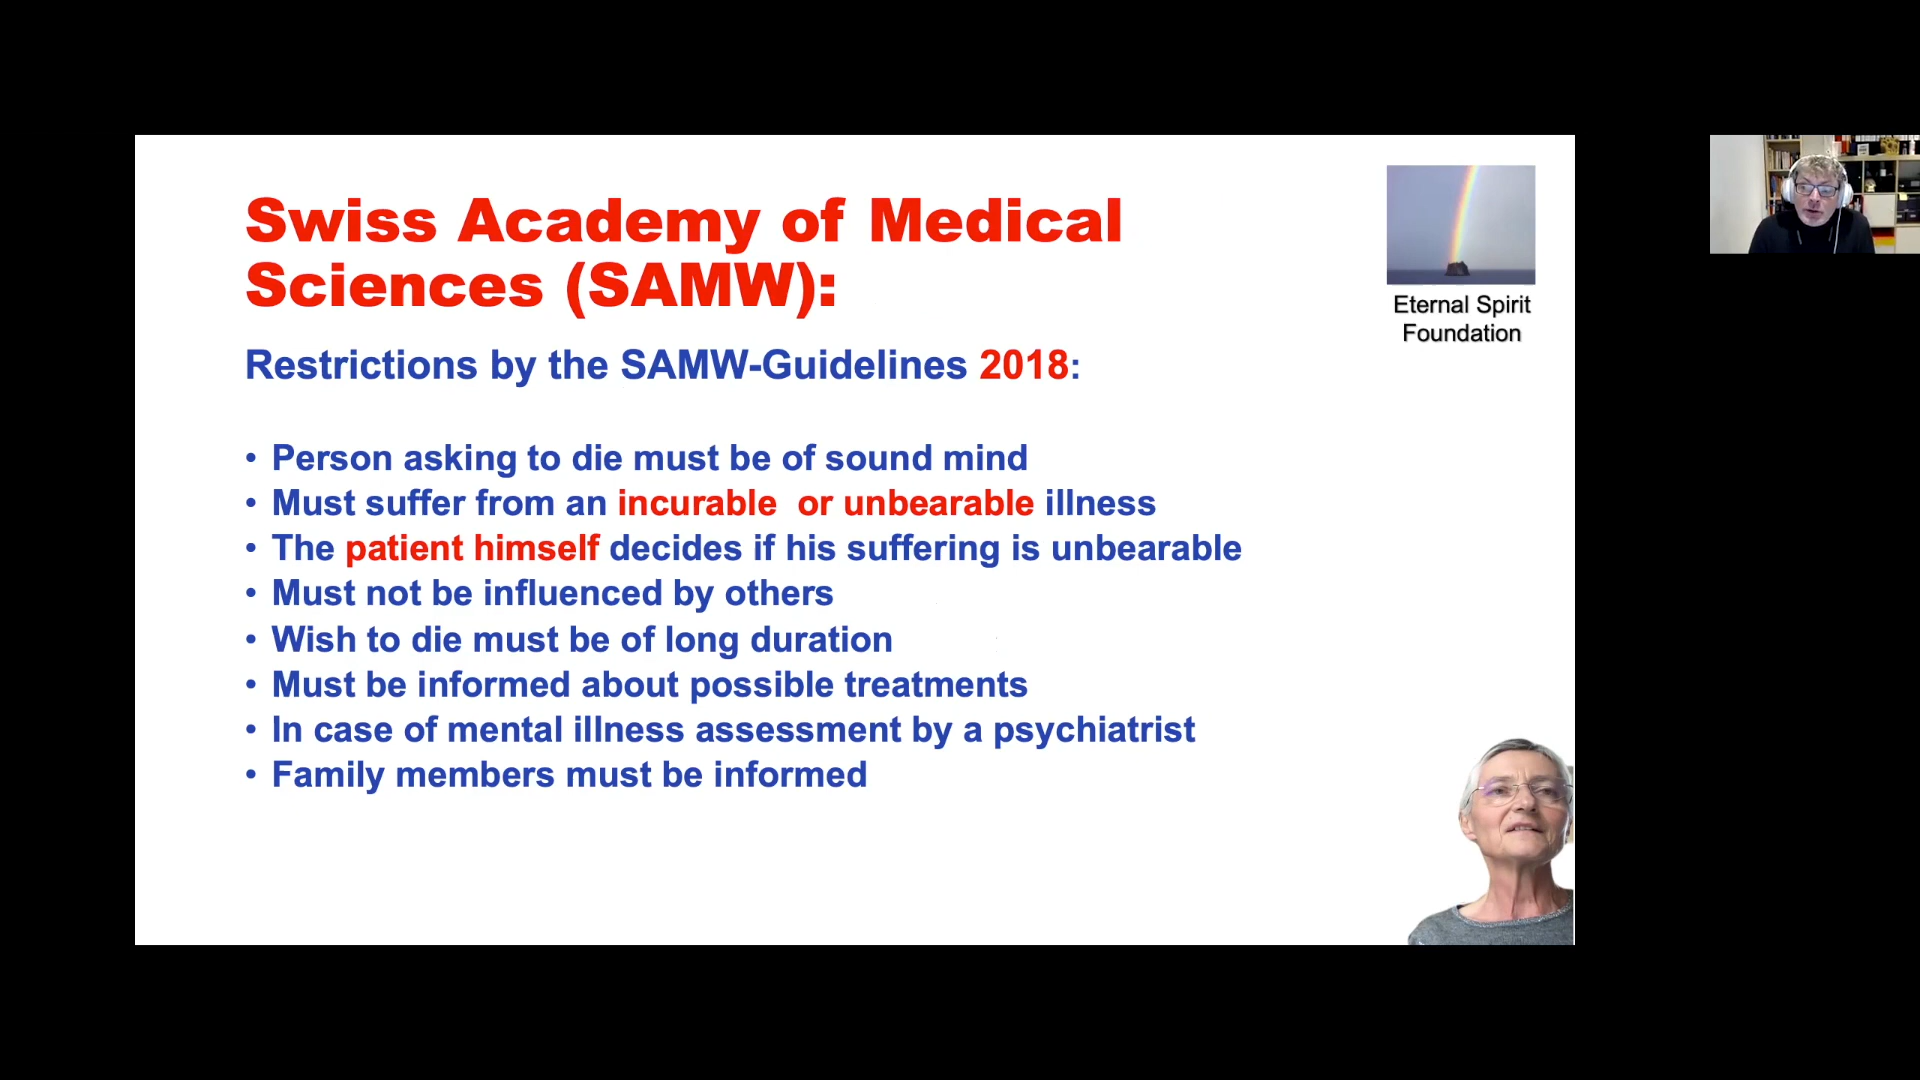 Swiss Academy of Medical
Sciences (SAMW):
Eternal Spirit
Foundation
Restrictions by the SAMW-Guidelines 2018:
• Person asking to die must be of sound mind
• Must suffer from an incurable  or unbearable illness
• The patient himself decides if his suffering is unbearable
• Must not be influenced by others
• Wish to die must be of long duration
• Must be informed about possible treatments
• In case of mental illness assessment by a psychiatrist
• Family members must be informed